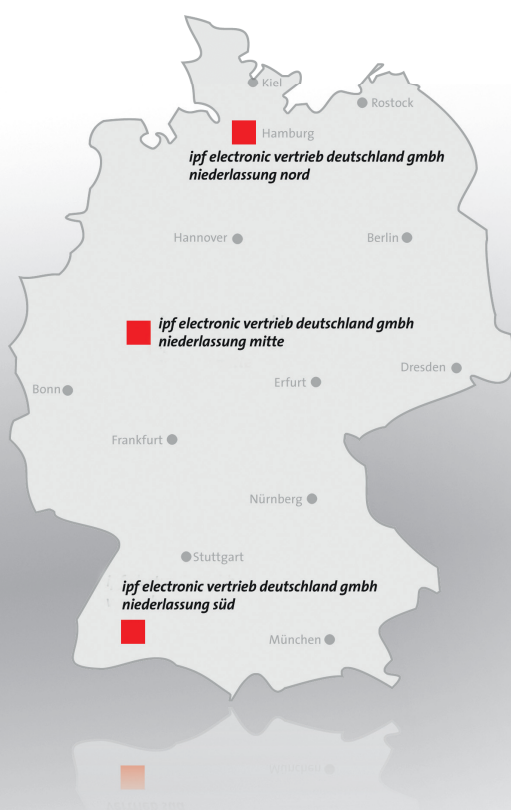 Kiel
Rostock
Hamburg
ipf electronic vertrieb deutschland gmbh
niederlassung nord
Hannover
Berlin
ipf electronic vertrieb deutschland gmbh
niederlassung mitte
Dresden
Erfurt
Bonn
Frankfurt
Nürnberg
Stuttgart
ipf electronic vertrieb deutschland gmbh
niederlassung süd
München